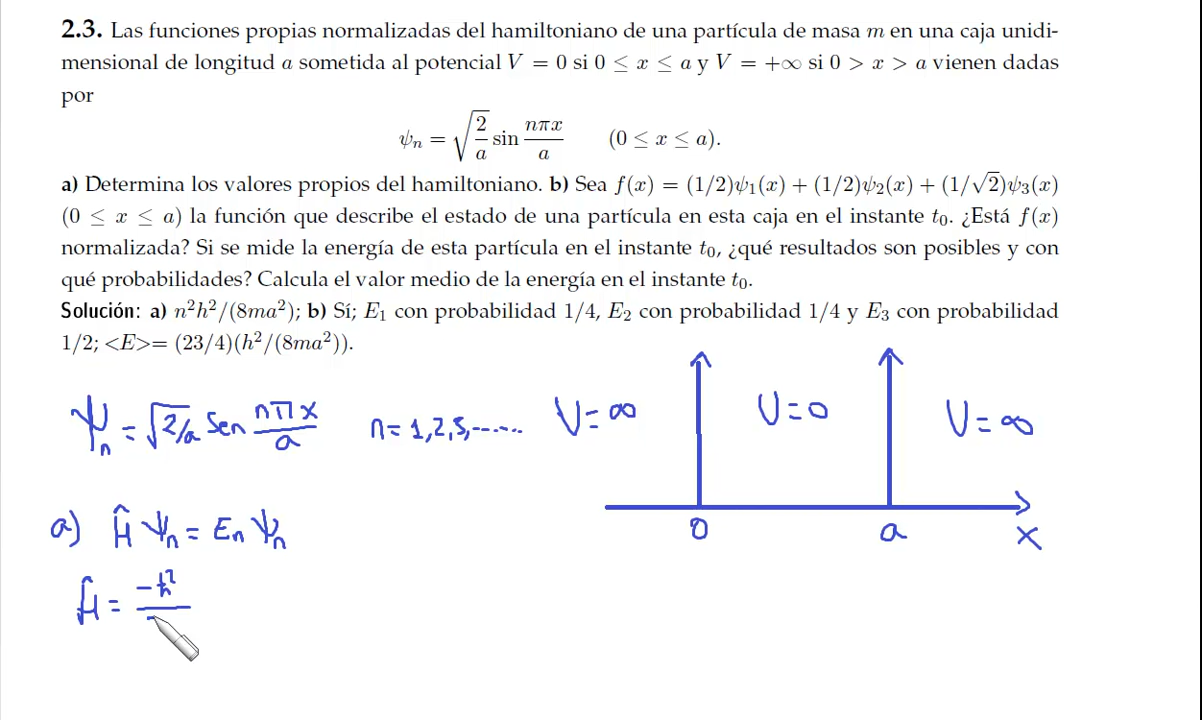 2.3. Las funciones propias normalizadas del hamiltoniano de una partícula de masa m en una caja unidi-
mensional de longitud a sometida al potencial V = 0 si 0 ≤ x ≤ a y V = +∞ si 0 > x > a vienen dadas
por
ψn = √(2/a) sin nπx/a (0 ≤ x ≤ a).
a) Determina los valores propios del hamiltoniano. b) Sea f(x) = (1/2)ψ1(x) + (1/2)ψ2(x) + (1/√2)ψ3(x)
(0 ≤ x ≤ a) la función que describe el estado de una partícula en esta caja en el instante t0. ¿Está f(x)
normalizada? Si se mide la energía de esta partícula en el instante t0, ¿qué resultados son posibles y con
qué probabilidades? Calcula el valor medio de la energía en el instante t0.
Solución: a) n²h²/(8ma²); b) Sí; E1 con probabilidad 1/4, E2 con probabilidad 1/4 y E3 con probabilidad
1/2; <E>= (23/4)(h²/(8ma²)).
Ψn = √2/a Sen nπx/a n= 1,2,3,------
V=∞ V=0 V=∞
0 a x
a) Ĥ Ψn = En Ψn
Ĥ = -ħ²